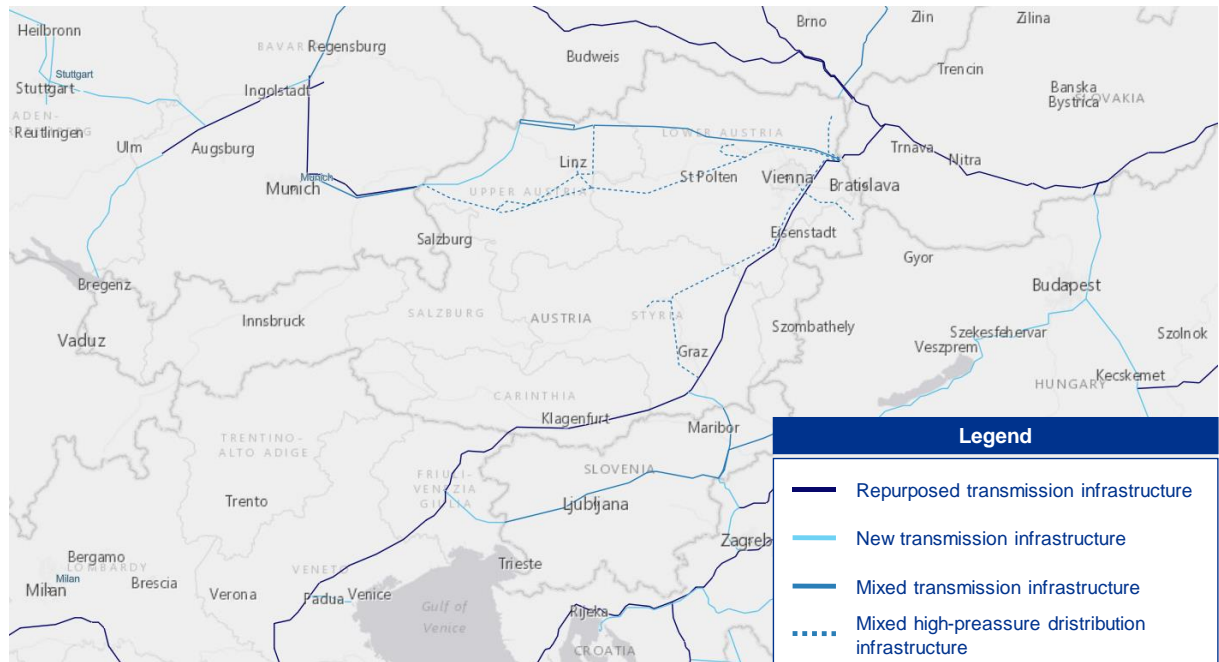 Brno
Zlin
Zilina
Heilbronn
BAVAR
Regensburg
Budweis
Trencin
Stuttgart
Stuttgart
Ingolstadt
Banska
Bystrica
SLOVAKIA
ADEN-
Reutlingen
Ulm
Augsburg
LOWER AUSTRIA
Trnava
Nitra
Linz
Munich
Munich
St Polten
Vienna
Bratislava
UPPER AUSTRIA
Salzburg
Eisenstadt
Gyor
Bregenz
Budapest
Innsbruck
SALZBURG
AUSTRIA
STYRIA
Szombathely
Szekesfehervar
Szolnok
Vaduz
Veszprem
Graz
Kecskemet
HUNGARY
CARINTHIA
Klagenfurt
Maribor
TRENTINO-
ALTO ADIGE
SLOVENIA
FRIULI-
VENEZIA
GIULIA
Trento
Ljubljana
Zagreb
Bergamo
LOMBARDY
Milan
Milan
Brescia
Verona
VENETO
Padua
Venice
Trieste
Gulf of
Venice
Rijeka
CROATIA
Legend
Repurposed transmission infrastructure
New transmission infrastructure
Mixed transmission infrastructure
Mixed high-preassure dristribution
infrastructure